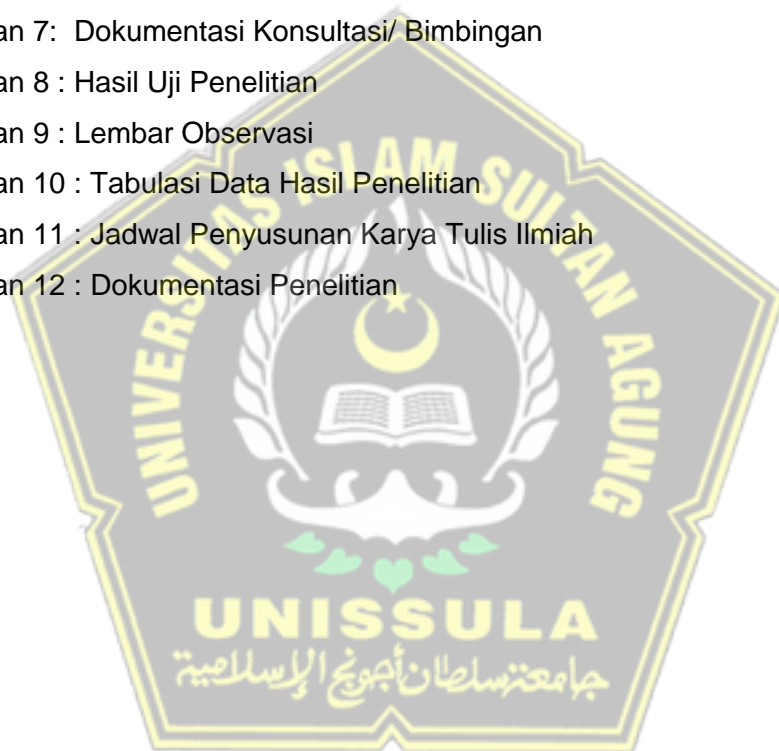 an 7:  Dokumentasi Konsultasi/ Bimbingan
an 8 : Hasil Uji Penelitian
an 9 : Lembar Observasi
an 10 : Tabulasi Data Hasil Penelitian
an 11 : Jadwal Penyusunan Karya Tulis Ilmiah
an 12 : Dokumentasi Penelitian
UNIVERSITAS ISLAM SULTAN AGUNG
UNISSULA
جامعة سلطان أجونج الإسلامية